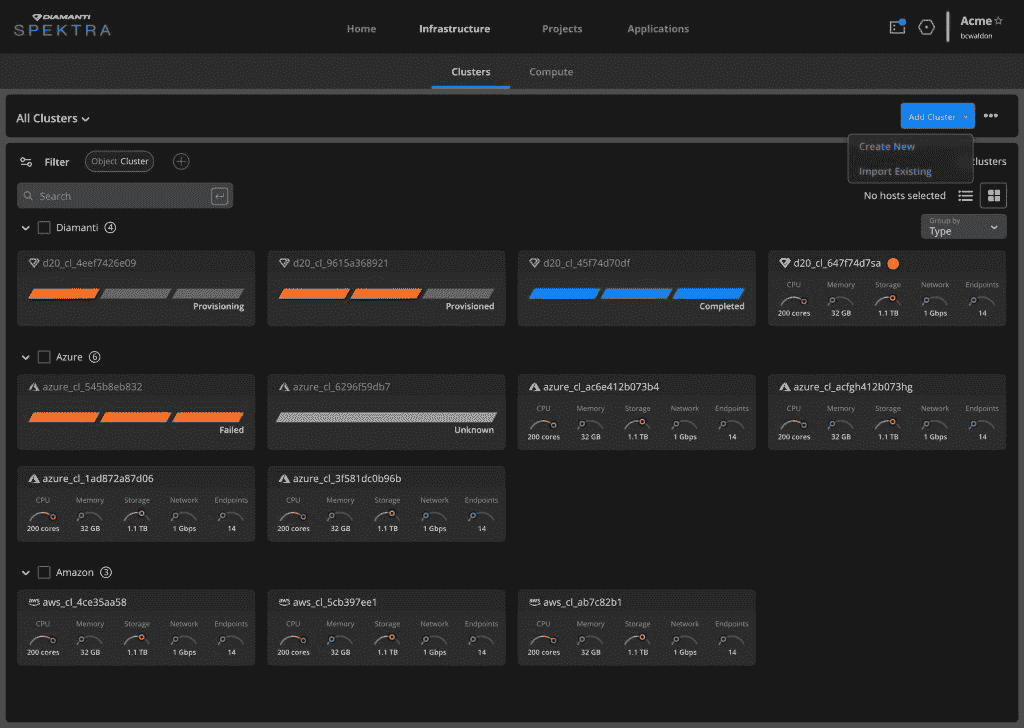 DIAMANTI
SPEKTRA
Home
Infrastructure
Projects
Applications
Acme
bcwaldon
Clusters
Compute
All Clusters
Add Cluster
Create New
Import Existing
Filter
Object Cluster
clusters
Search
No hosts selected
Group by
Type
Diamanti 4
d20_cl_4eef7426e09
Provisioning
d20_cl_9615a368921
Provisioned
d20_cl_45f74d70df
Completed
d20_cl_647f74d7sa
CPU Memory Storage Network Endpoints
200 cores 32 GB 1.1 TB 1 Gbps 14
Azure 6
azure_cl_545b8eb832
Failed
azure_cl_6296f59db7
Unknown
azure_cl_ac6e412b073b4
CPU Memory Storage Network Endpoints
200 cores 32 GB 1.1 TB 1 Gbps 14
azure_cl_acfgh412b073hg
CPU Memory Storage Network Endpoints
200 cores 32 GB 1.1 TB 1 Gbps 14
azure_cl_1ad872a87d06
CPU Memory Storage Network Endpoints
200 cores 32 GB 1.1 TB 1 Gbps 14
azure_cl_3f581dc0b96b
CPU Memory Storage Network Endpoints
200 cores 32 GB 1.1 TB 1 Gbps 14
Amazon 3
aws_cl_4ce35aa58
CPU Memory Storage Network Endpoints
200 cores 32 GB 1.1 TB 1 Gbps 14
aws_cl_5cb397ee1
CPU Memory Storage Network Endpoints
200 cores 32 GB 1.1 TB 1 Gbps 14
aws_cl_ab7c82b1
CPU Memory Storage Network Endpoints
200 cores 32 GB 1.1 TB 1 Gbps 14